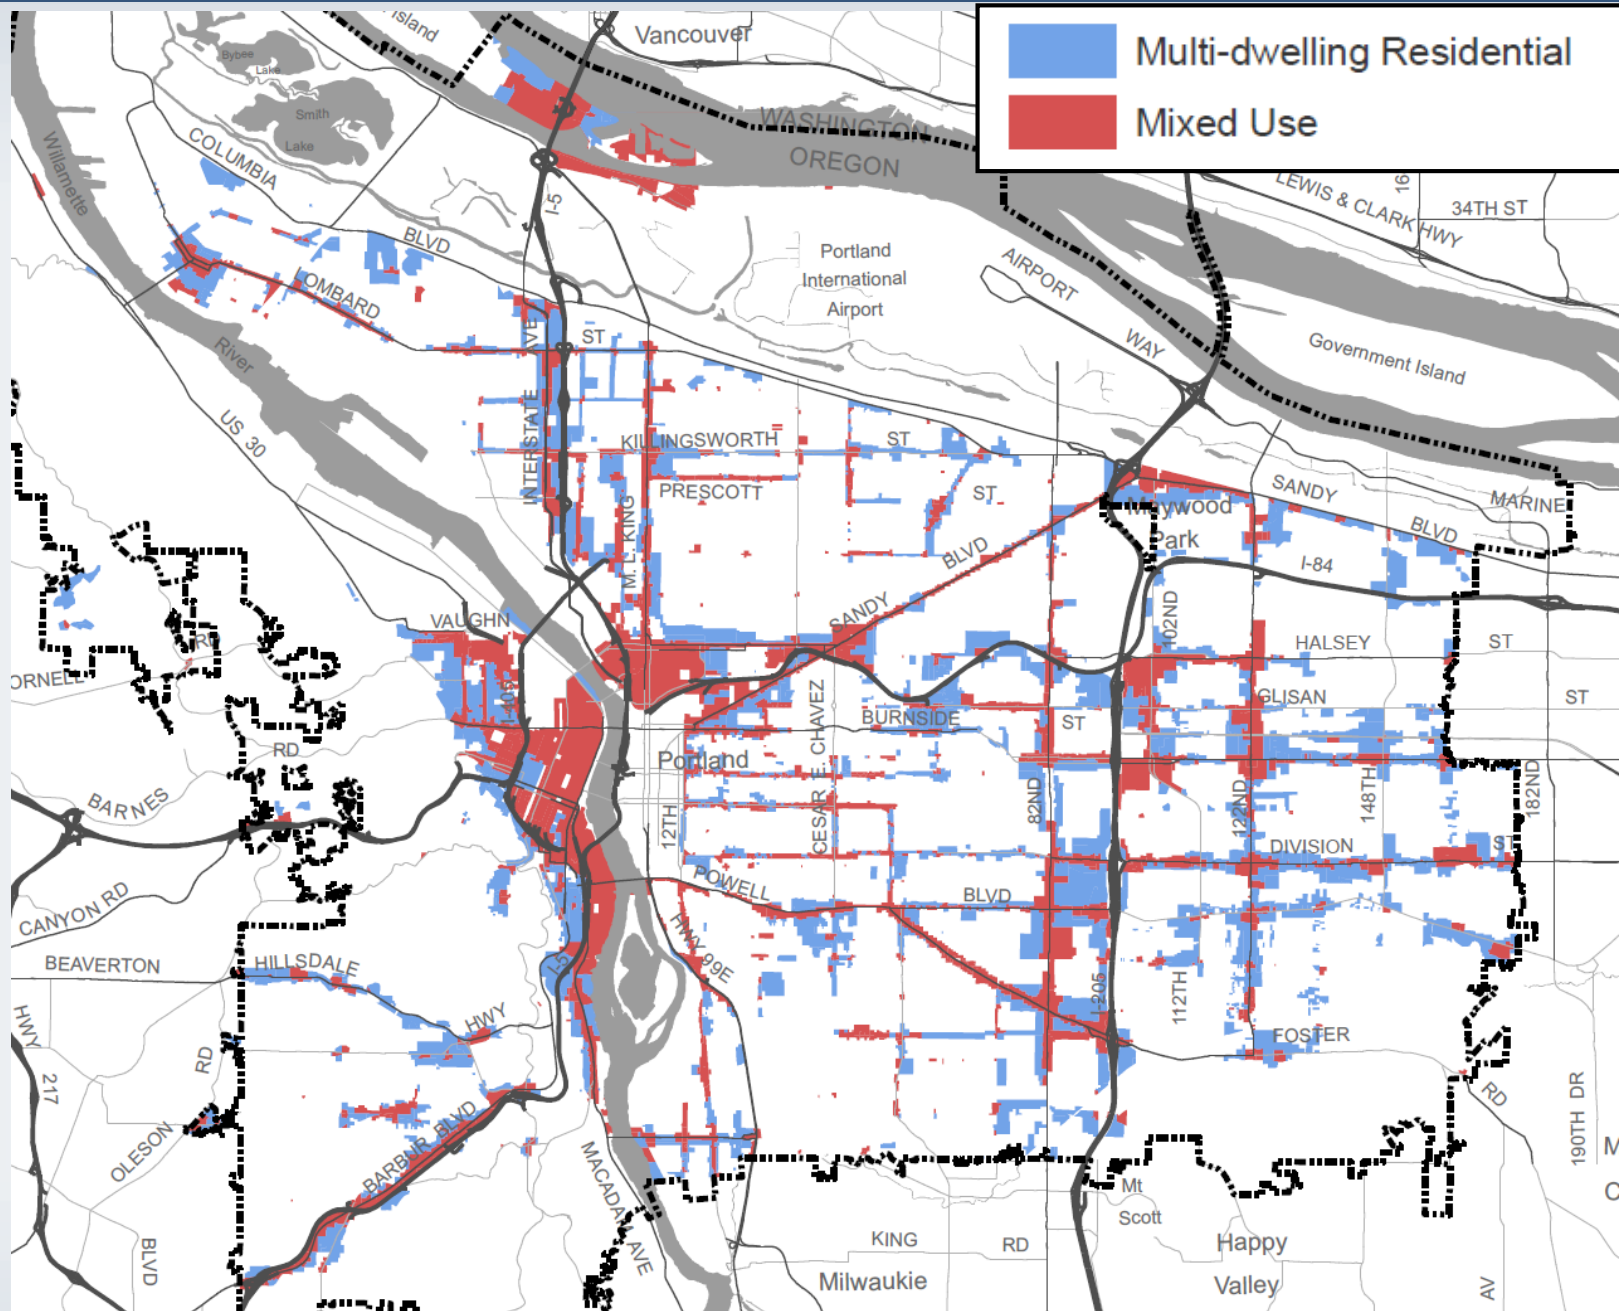 Multi-dwelling Residential
Mixed Use
Island
Vancouver
Bybee
Lake
Smith
Lake
WASHINGTON
OREGON
COLUMBIA
BLVD
Willamette
River
I-5
16
LEWIS & CLARK HWY
34TH ST
Portland
International
Airport
AIRPORT
WAY
Government Island
LOMBARD
ST
AVE
INTERSTATE
US 30
KILLINGSWORTH
ST
PRESCOTT
ST
M. L. KING
SANDY
BLVD
Maywood
Park
SANDY
BLVD
MARINE
I-84
VAUGHN
RD
ORNELL
RD
I-405
102ND
HALSEY
ST
GLISAN
ST
BURNSIDE
ST
Portland
CESAR E. CHAVEZ
12TH
82ND
122ND
148TH
182ND
BARNES
CANYON RD
DIVISION
ST
POWELL
BLVD
HWY 99E
BEAVERTON
HILLSDALE
HWY
I-5
I-205
112TH
FOSTER
RD
HWY
217
RD
OLESON
BARBUR BLVD
MACADAM AVE
190TH DR
M
C
Mt
Scott
KING
RD
Happy
Valley
Milwaukie
BLVD
AV